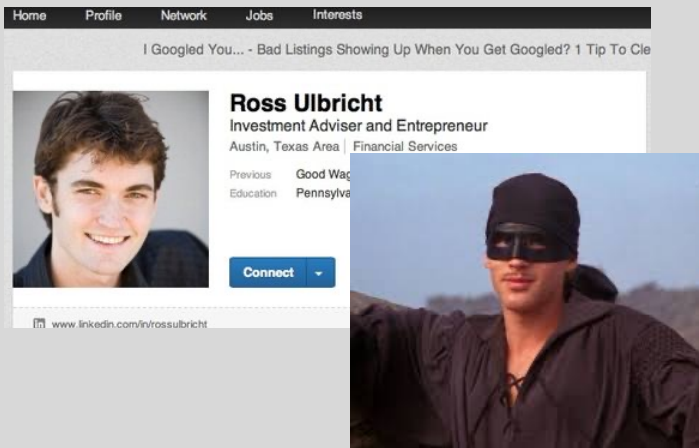 Home Profile Network Jobs Interests
I Googled You... - Bad Listings Showing Up When You Get Googled? 1 Tip To Cle
Ross Ulbricht
Investment Adviser and Entrepreneur
Austin, Texas Area | Financial Services
Previous Good Wag
Education Pennsylva
Connect
in www.linkedin.com/in/rossulbricht